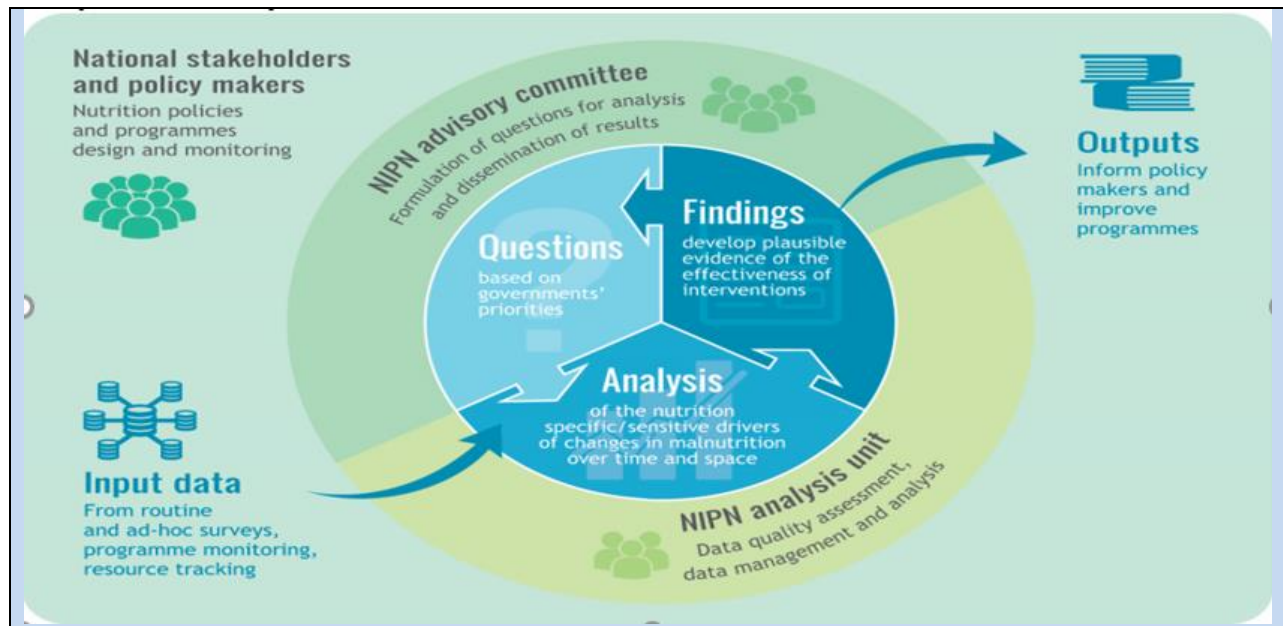 National stakeholders
and policy makers
Nutrition policies
and programmes
design and monitoring
NIPN advisory committee
Formulation of questions for analysis
and dissemination of results
Outputs
Inform policy
makers and
improve
programmes
Questions
based on
governments'
priorities
Findings
develop plausible
evidence of the
effectiveness of
interventions
Analysis
of the nutrition
specific/sensitive drivers
of changes in malnutrition
over time and space
Input data
From routine
and ad-hoc surveys,
programme monitoring,
resource tracking
NIPN analysis unit
Data quality assessment,
data management and analysis